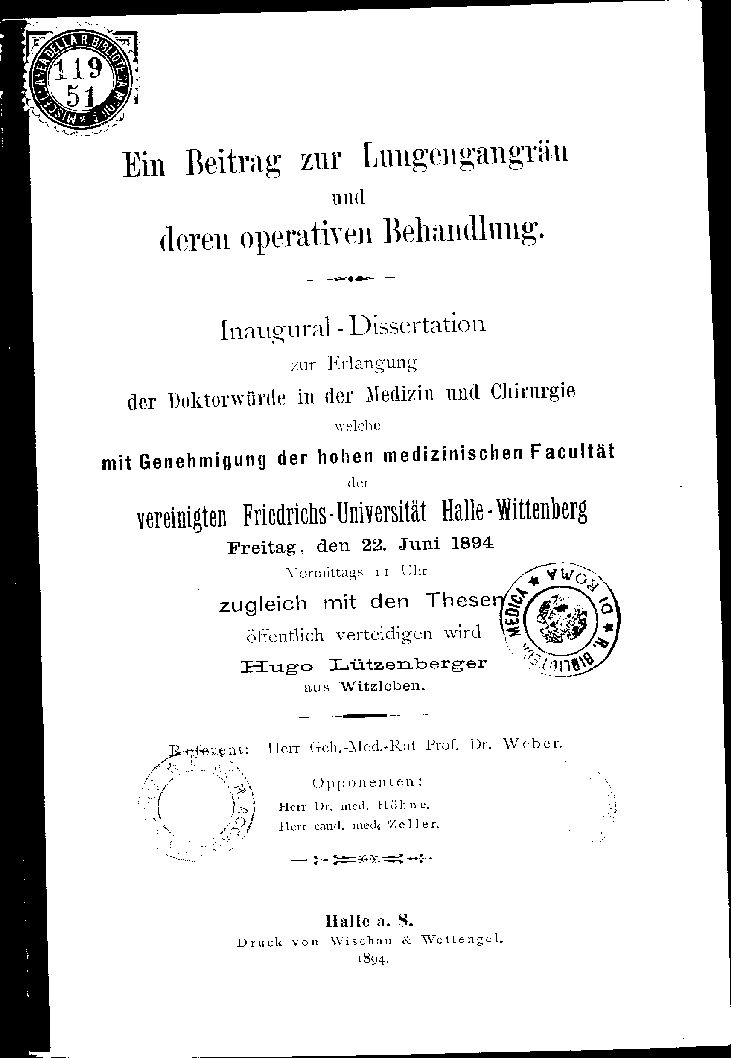 119
51
Ein Beitrag zur Lungengangrän
und
deren operativen Behandlung.
Inaugural-Dissertation
zur Erlangung
der Doktorwürde in der Medizin und Chirurgie
welche
mit Genehmigung der hohen medizinischen Facultät
der
vereinigten Friedrichs-Universität Halle-Wittenberg
Freitag, den 22. Juni 1894
Vormittags 11 Uhr
zugleich mit den Thesen
öffentlich verteidigen wird
Hugo Lützenberger
aus Witzleben.
R. BIBLIOTECA MEDICA DI ROMA
Referent: Herr Geh.-Med.-Rat Prof. Dr. Weber.
Opponenten:
Herr Dr. med. Höhne.
Herr cand. med. Zeller.
Halle a. S.
Druck von Wischan & Wettengel.
1894.